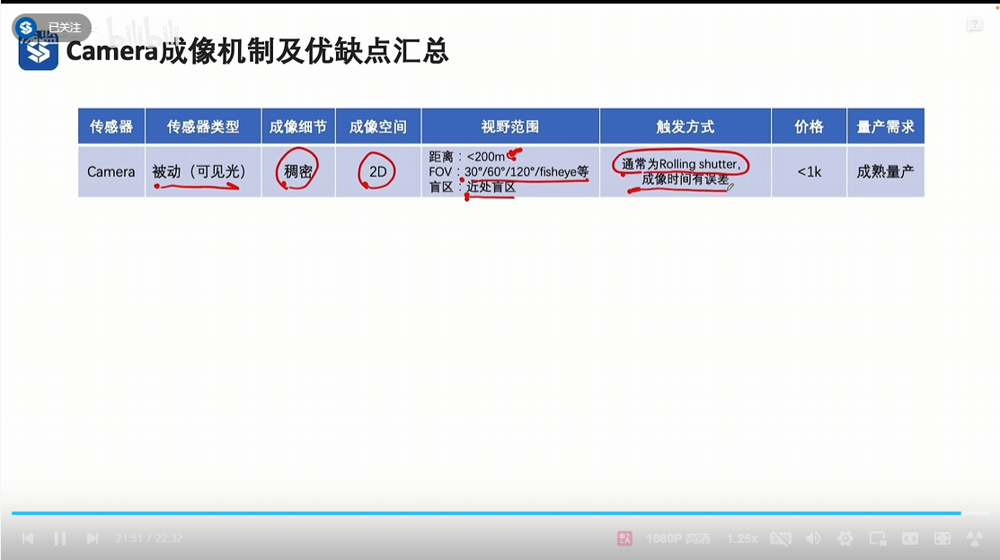 已关注
bilibili
Camera成像机制及优缺点汇总
传感器 传感器类型 成像细节 成像空间 视野范围 触发方式 价格 量产需求
Camera 被动（可见光） 稠密 2D
距离：<200m
FOV：30°/60°/120°/fisheye等
盲区：近处盲区
通常为Rolling shutter,
成像时间有误差
<1k 成熟量产
21:51 / 22:32
1080P 高清 1.25x